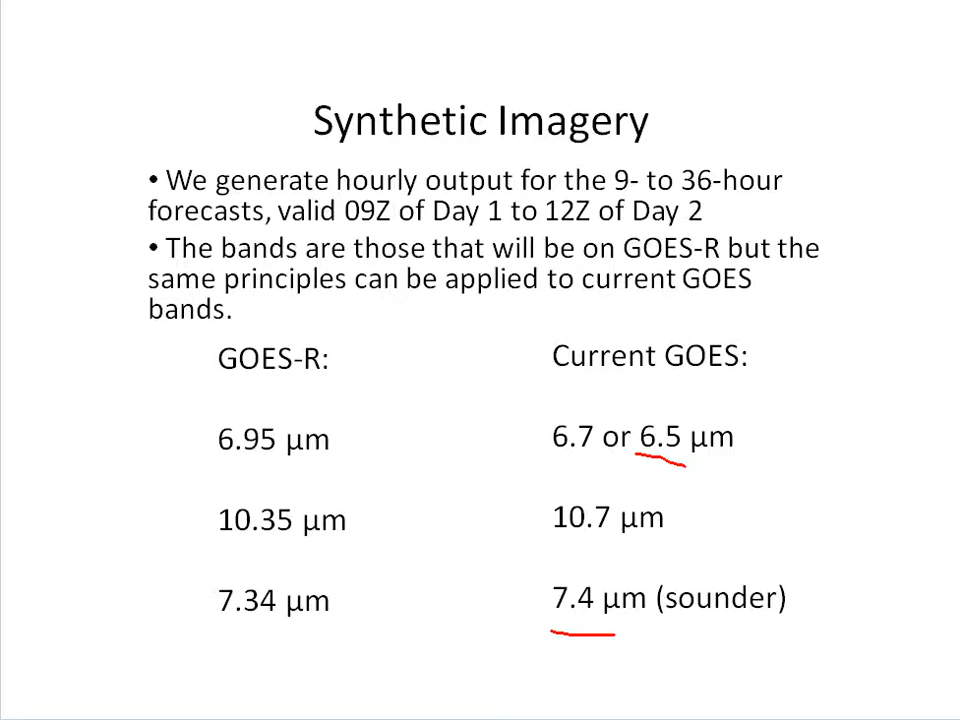 Synthetic Imagery
• We generate hourly output for the 9- to 36-hour
forecasts, valid 09Z of Day 1 to 12Z of Day 2
• The bands are those that will be on GOES-R but the
same principles can be applied to current GOES
bands.
GOES-R:
6.95 µm
10.35 µm
7.34 µm
Current GOES:
6.7 or 6.5 µm
10.7 µm
7.4 µm (sounder)